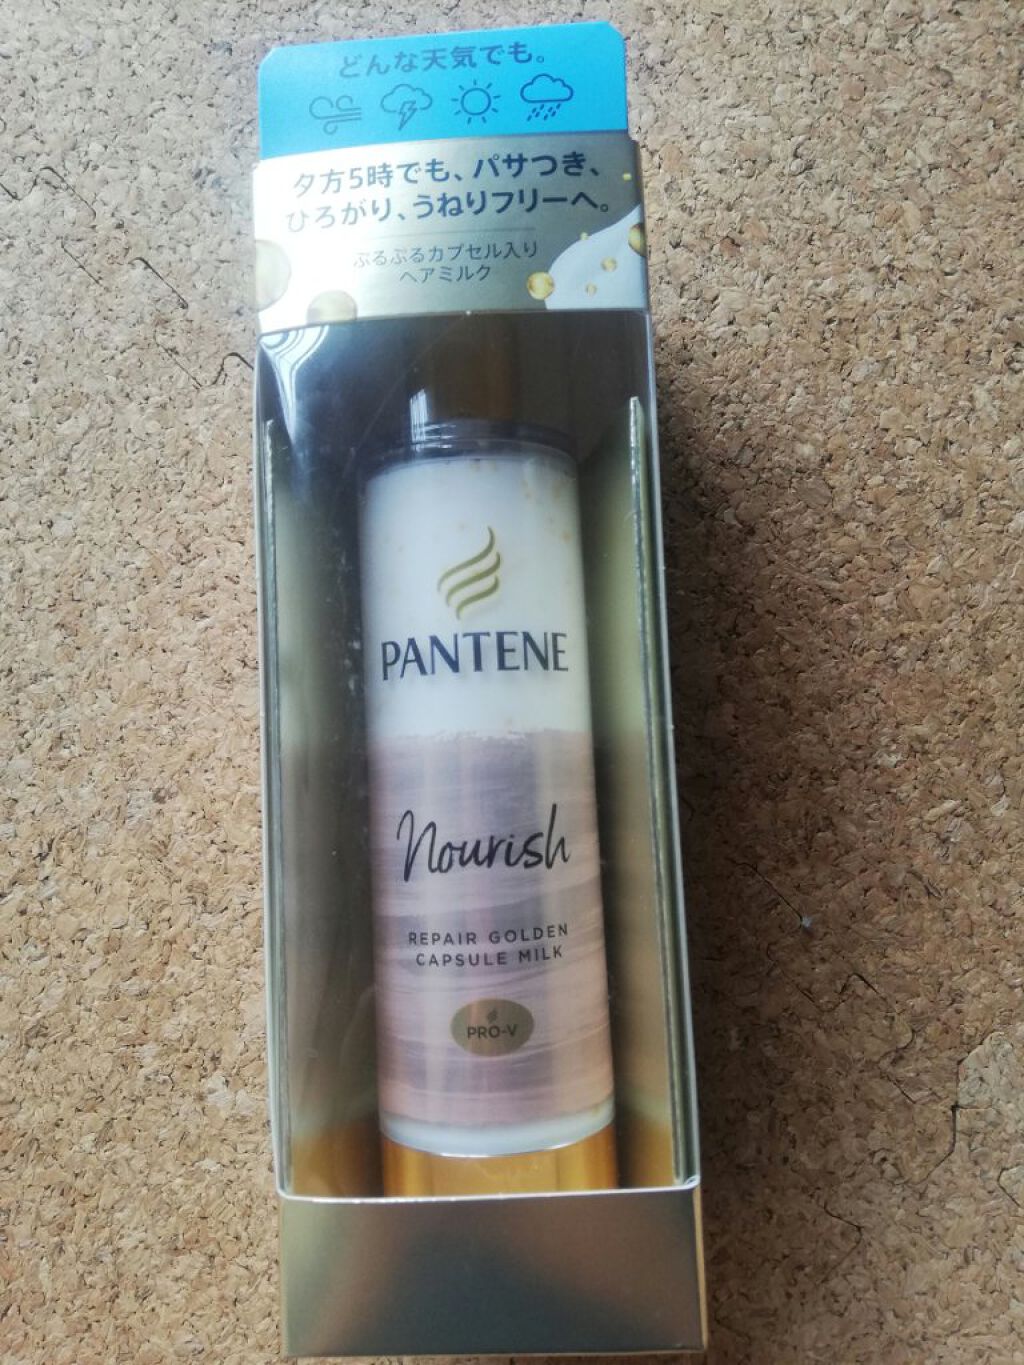 どんな天気でも。
夕方5時でも、パサつき、
ひろがり、うねりフリーへ。
ぷるぷるカプセル入り
ヘアミルク
PANTENE
Nourish
REPAIR GOLDEN
CAPSULE MILK
PRO-V